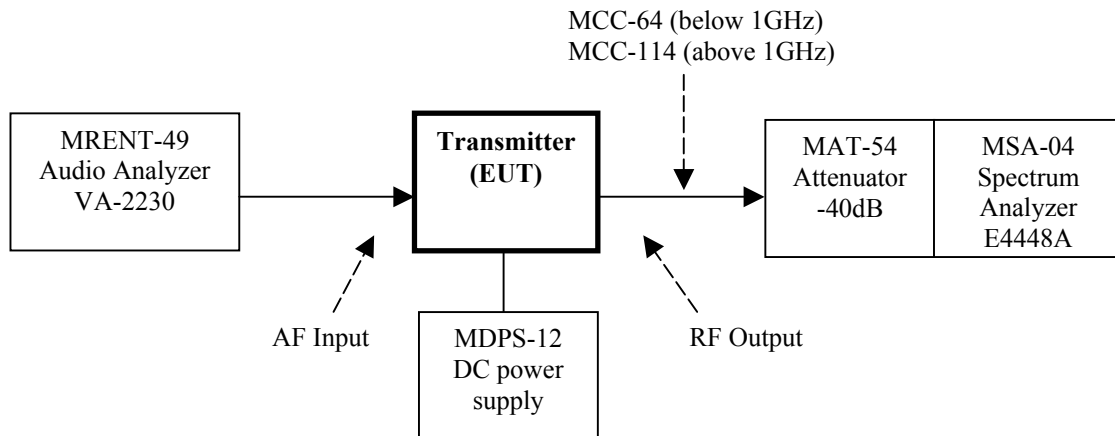 MCC-64 (below 1GHz)
MCC-114 (above 1GHz)
MRENT-49
Audio Analyzer
VA-2230
Transmitter
(EUT)
MAT-54
Attenuator
-40dB
MSA-04
Spectrum
Analyzer
E4448A
AF Input
MDPS-12
DC power
supply
RF Output